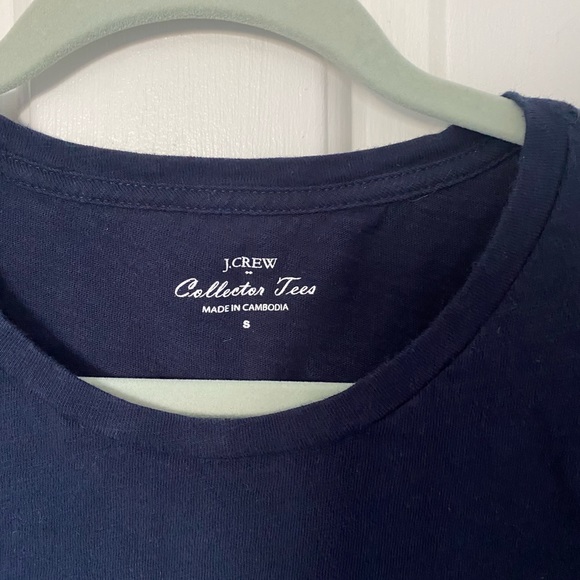 J.CREW
Collector Tees
MADE IN CAMBODIA
S